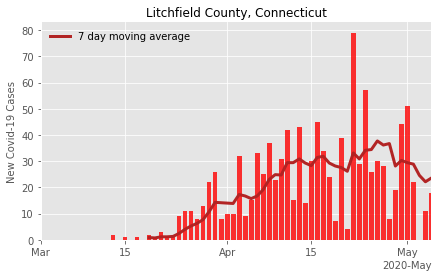 Litchfield County, Connecticut
7 day moving average
New Covid-19 Cases
80
70
60
50
40
30
20
10
0
Mar
15
Apr
15
May
2020-May